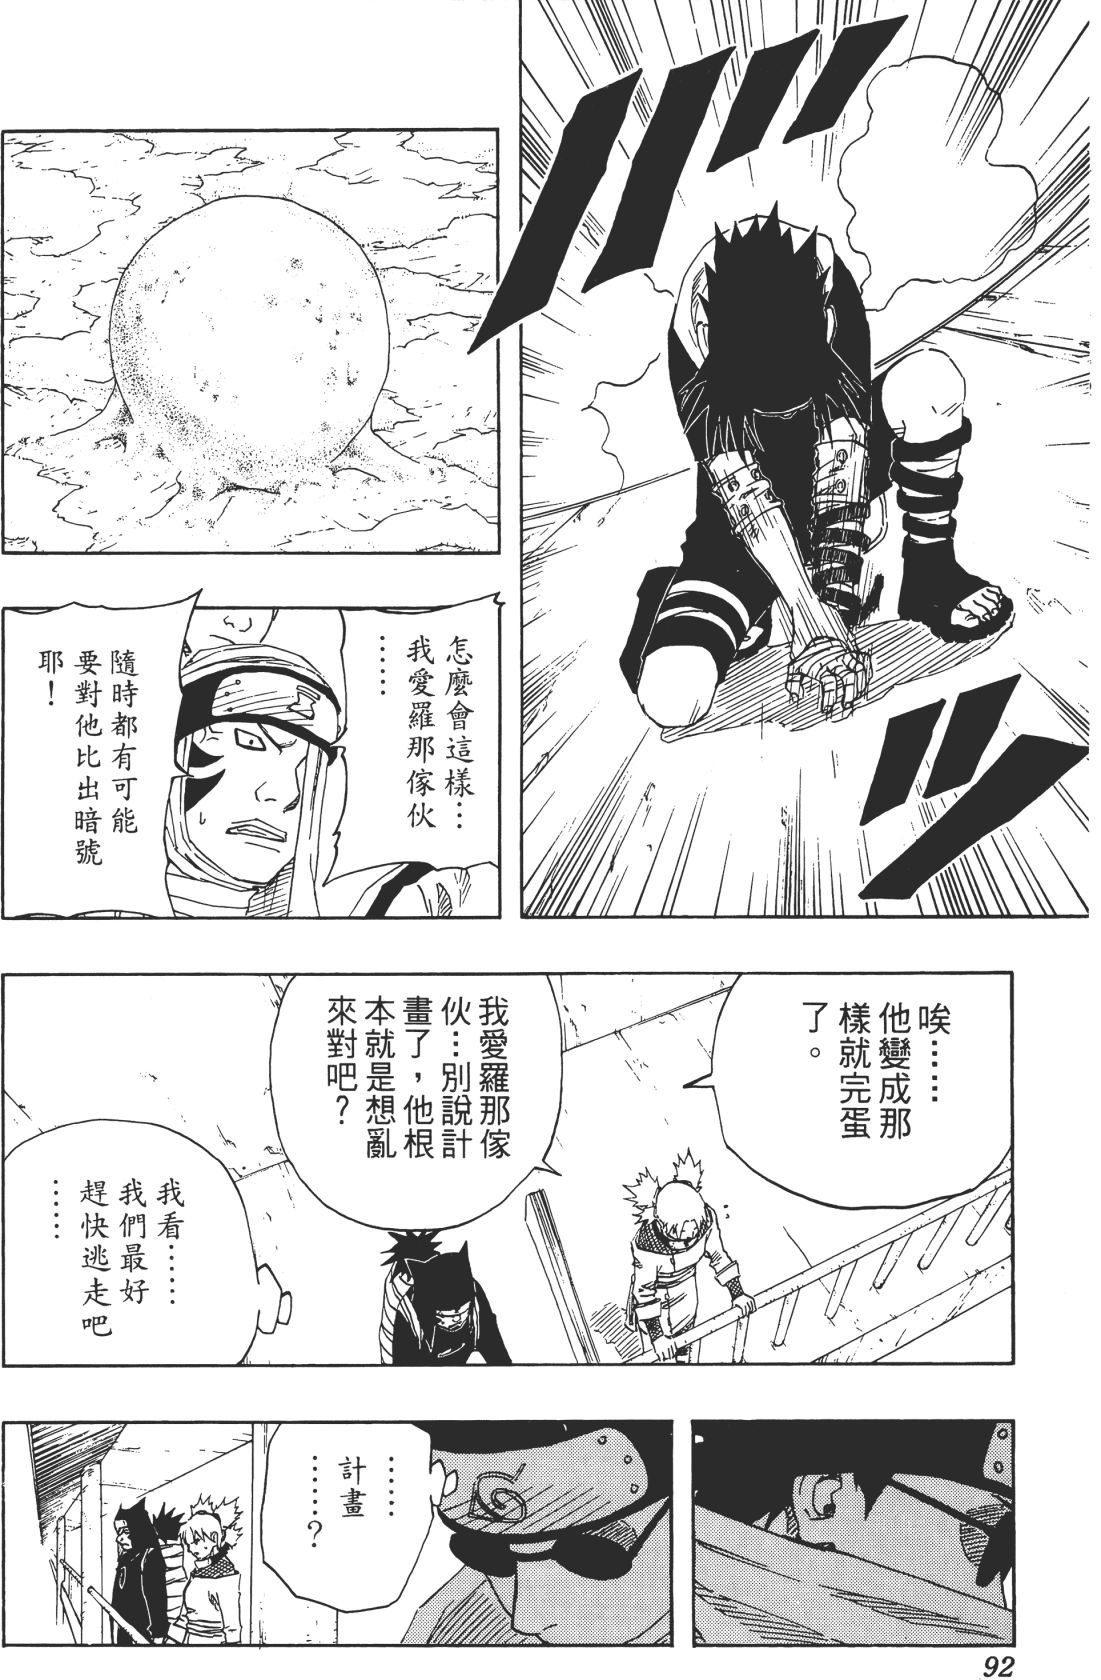 怎麼會這樣…
我愛羅那傢伙
……
隨時都有可能
要對他比出暗號
耶！
唉……
他變成那
樣就完蛋
了。
我愛羅那傢
伙…別說計
畫了，他根
本就是想亂
來對吧？
我看……
我們最好
趕快逃走吧
……
……
計畫
……？
92